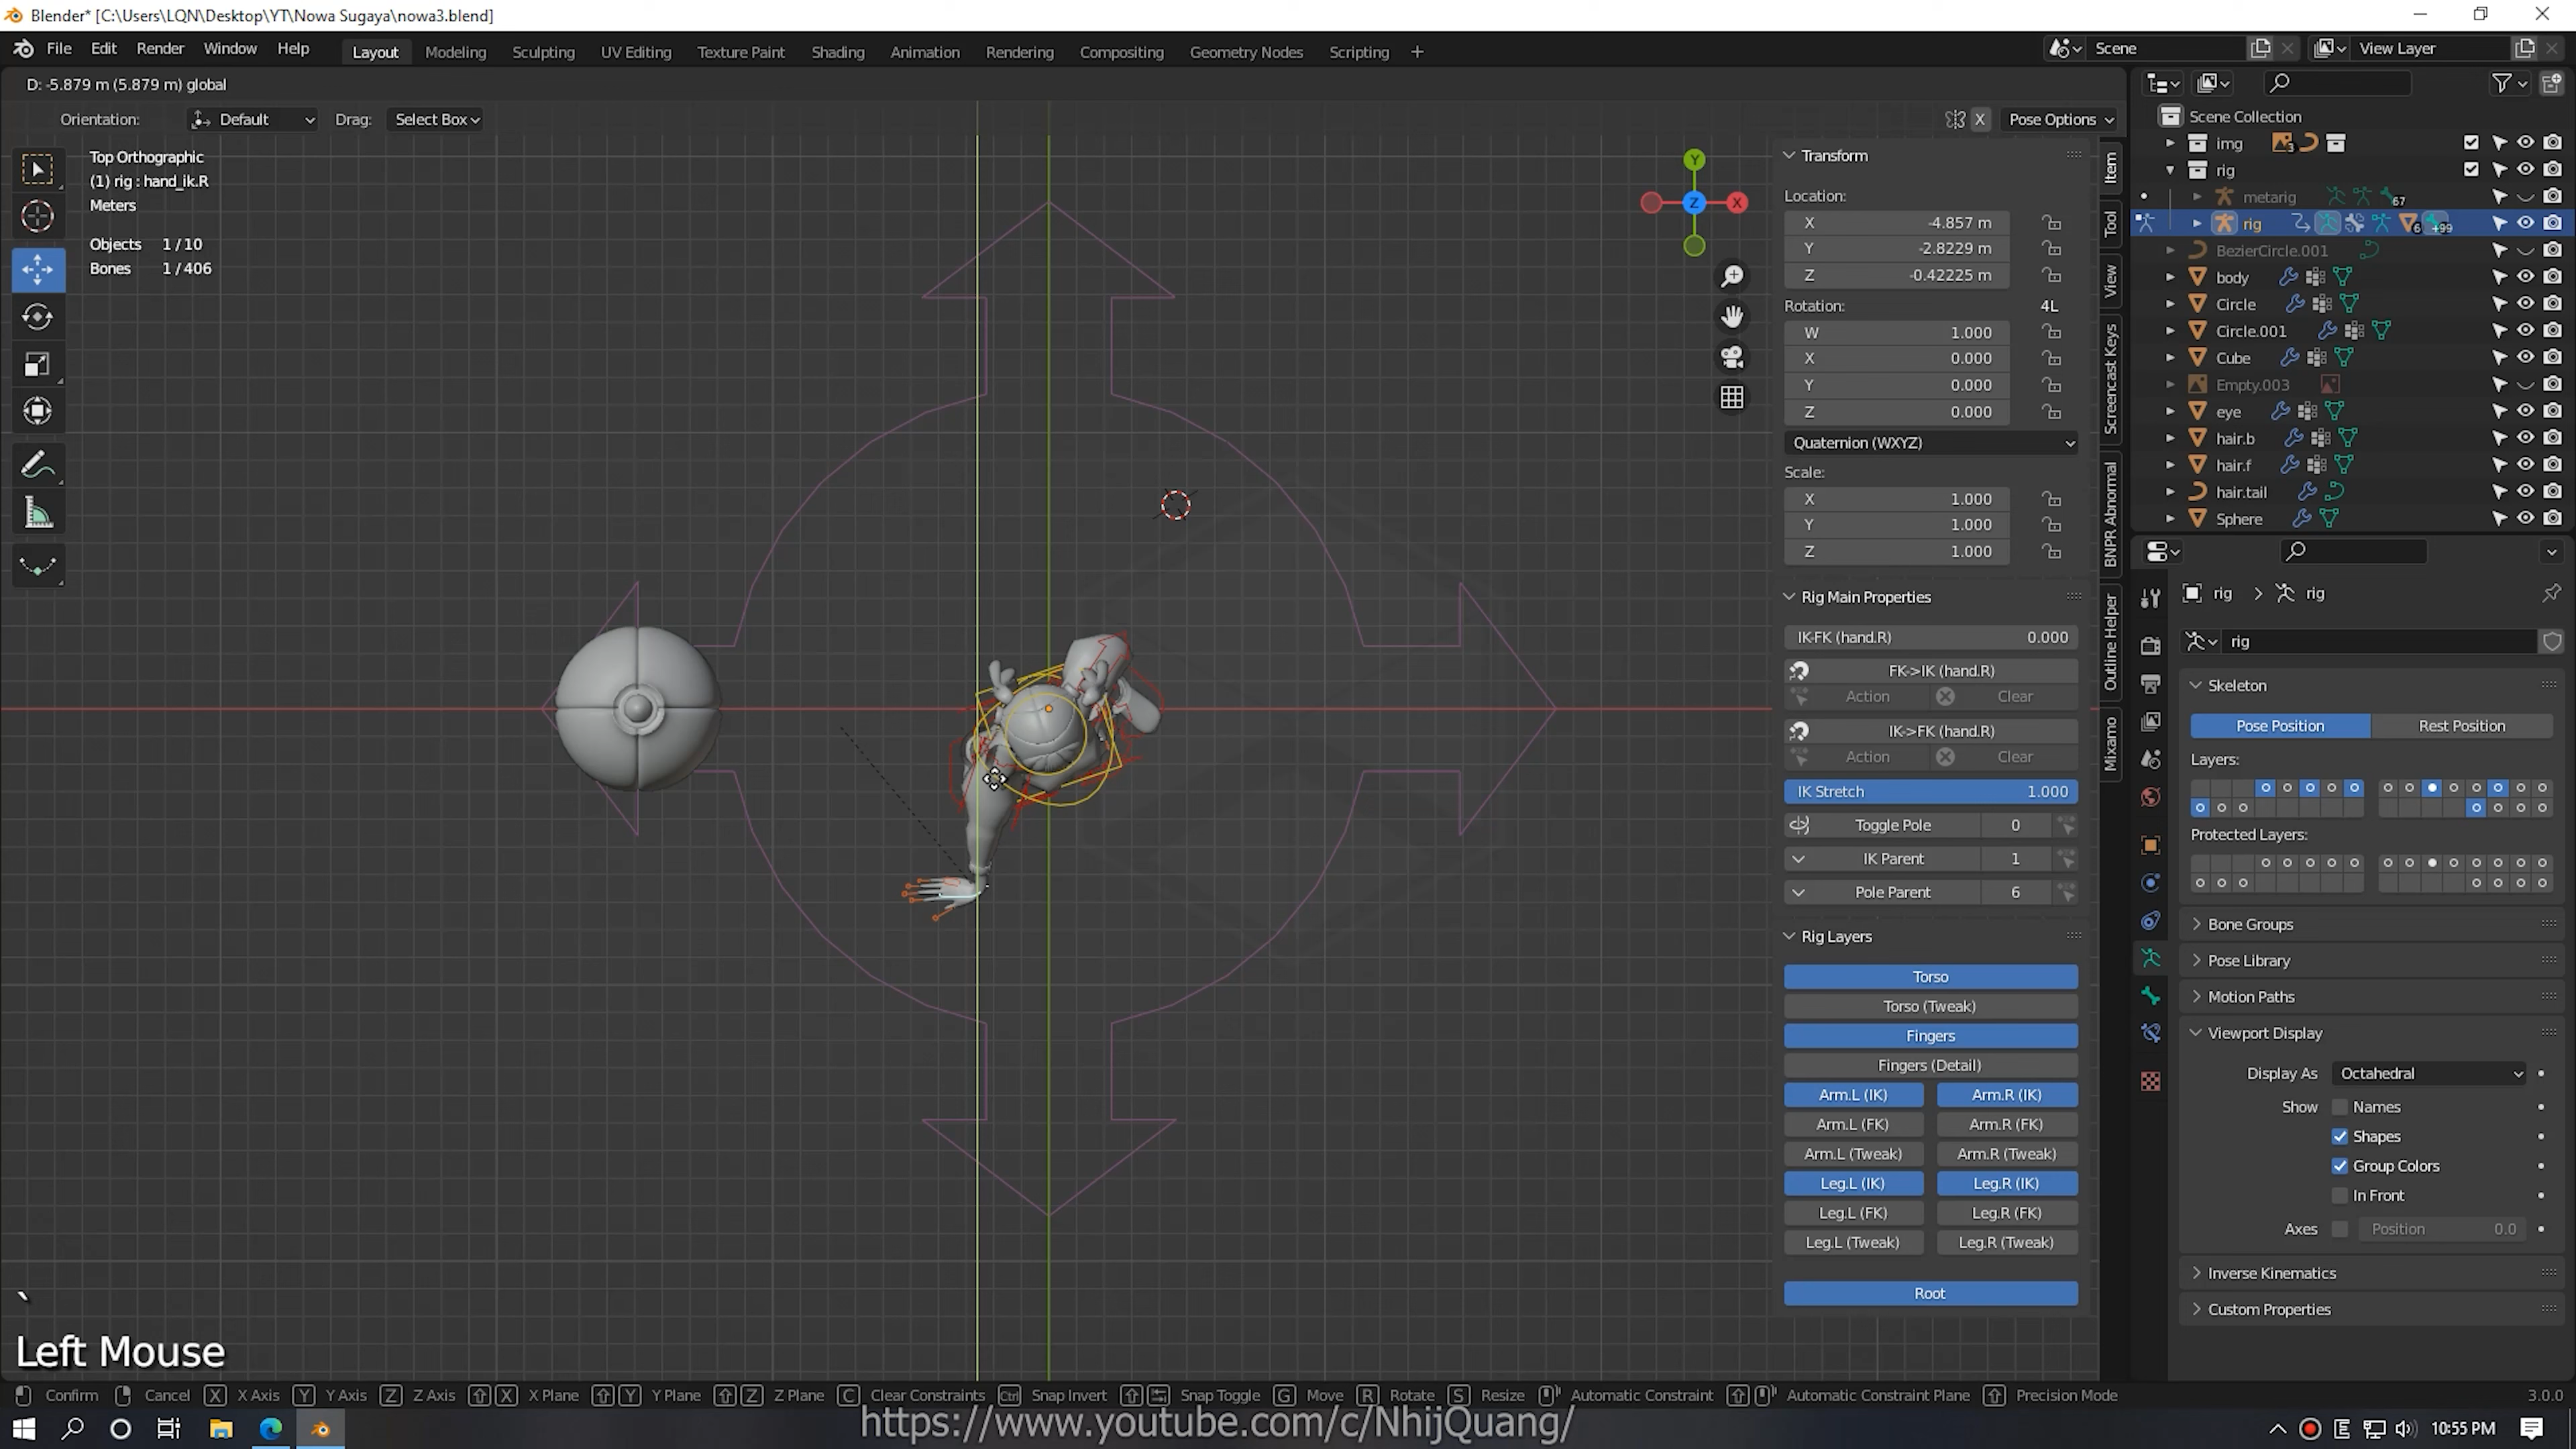 Blender* [C:\Users\LQN\Desktop\YT\Nowa Sugaya\nowa3.blend]
File Edit Render Window Help Layout Modeling Sculpting UV Editing Texture Paint Shading Animation Rendering Compositing Geometry Nodes Scripting + Scene View Layer
D: -5.879 m (5.879 m) global
Orientation: Default Drag: Select Box X Pose Options
Top Orthographic
(1) rig : hand_ik.R
Meters
Objects 1 / 10
Bones 1 / 406
Y
Z X
Transform
Location:
X -4.857 m
Y -2.8229 m
Z -0.42225 m
Rotation: 4L
W 1.000
X 0.000
Y 0.000
Z 0.000
Quaternion (WXYZ)
Scale:
X 1.000
Y 1.000
Z 1.000
Rig Main Properties
IK-FK (hand.R) 0.000
FK->IK (hand.R)
Action Clear
IK->FK (hand.R)
Action Clear
IK Stretch 1.000
Toggle Pole 0
IK Parent 1
Pole Parent 6
Rig Layers
Torso
Torso (Tweak)
Fingers
Fingers (Detail)
Arm.L (IK) Arm.R (IK)
Arm.L (FK) Arm.R (FK)
Arm.L (Tweak) Arm.R (Tweak)
Leg.L (IK) Leg.R (IK)
Leg.L (FK) Leg.R (FK)
Leg.L (Tweak) Leg.R (Tweak)
Root
Item
Tool
View
Screencast Keys
BNPR Abnormal
Outline Helper
Mixamo
Scene Collection
img 3
rig
metarig 67
rig 6 +99
BezierCircle.001
body
Circle
Circle.001
Cube
Empty.003
eye
hair.b
hair.f
hair.tail
Sphere
rig > rig
rig
Skeleton
Pose Position Rest Position
Layers:
Protected Layers:
Bone Groups
Pose Library
Motion Paths
Viewport Display
Display As Octahedral
Show Names
Shapes
Group Colors
In Front
Axes Position 0.0
Inverse Kinematics
Custom Properties
`
Left Mouse
Confirm Cancel X X Axis Y Y Axis Z Z Axis X X Plane Y Y Plane Z Z Plane C Clear Constraints Ctrl Snap Invert Snap Toggle G Move R Rotate S Resize Automatic Constraint Automatic Constraint Plane Precision Mode 3.0.0
https://www.youtube.com/c/NhijQuang/
E 10:55 PM